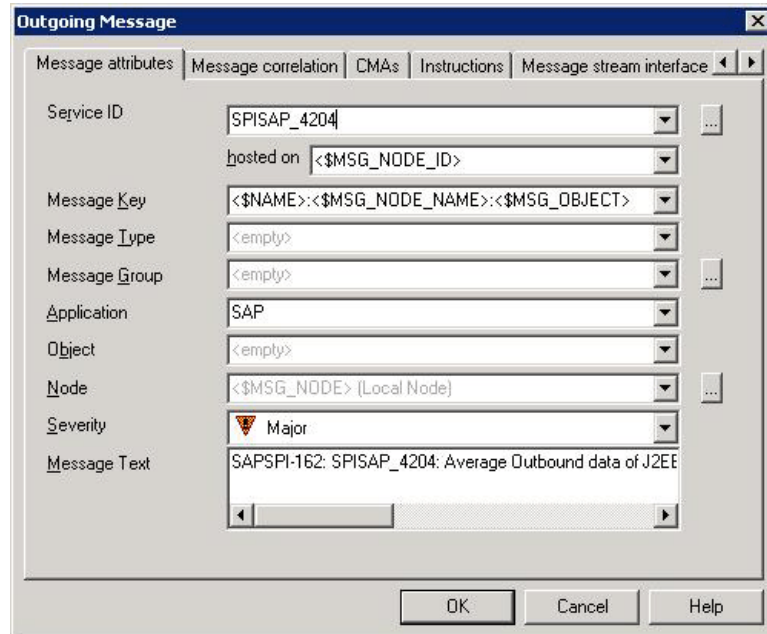 Outgoing Message
Message attributes Message correlation CMAs Instructions Message stream interface
Service ID SPISAP_4204 ...
hosted on <$MSG_NODE_ID>
Message Key <$NAME>:<$MSG_NODE_NAME>:<$MSG_OBJECT>
Message Type <empty>
Message Group <empty> ...
Application SAP
Object <empty>
Node <$MSG_NODE> (Local Node) ...
Severity Major
Message Text SAPSPI-162: SPISAP_4204: Average Outbound data of J2EE
OK Cancel Help